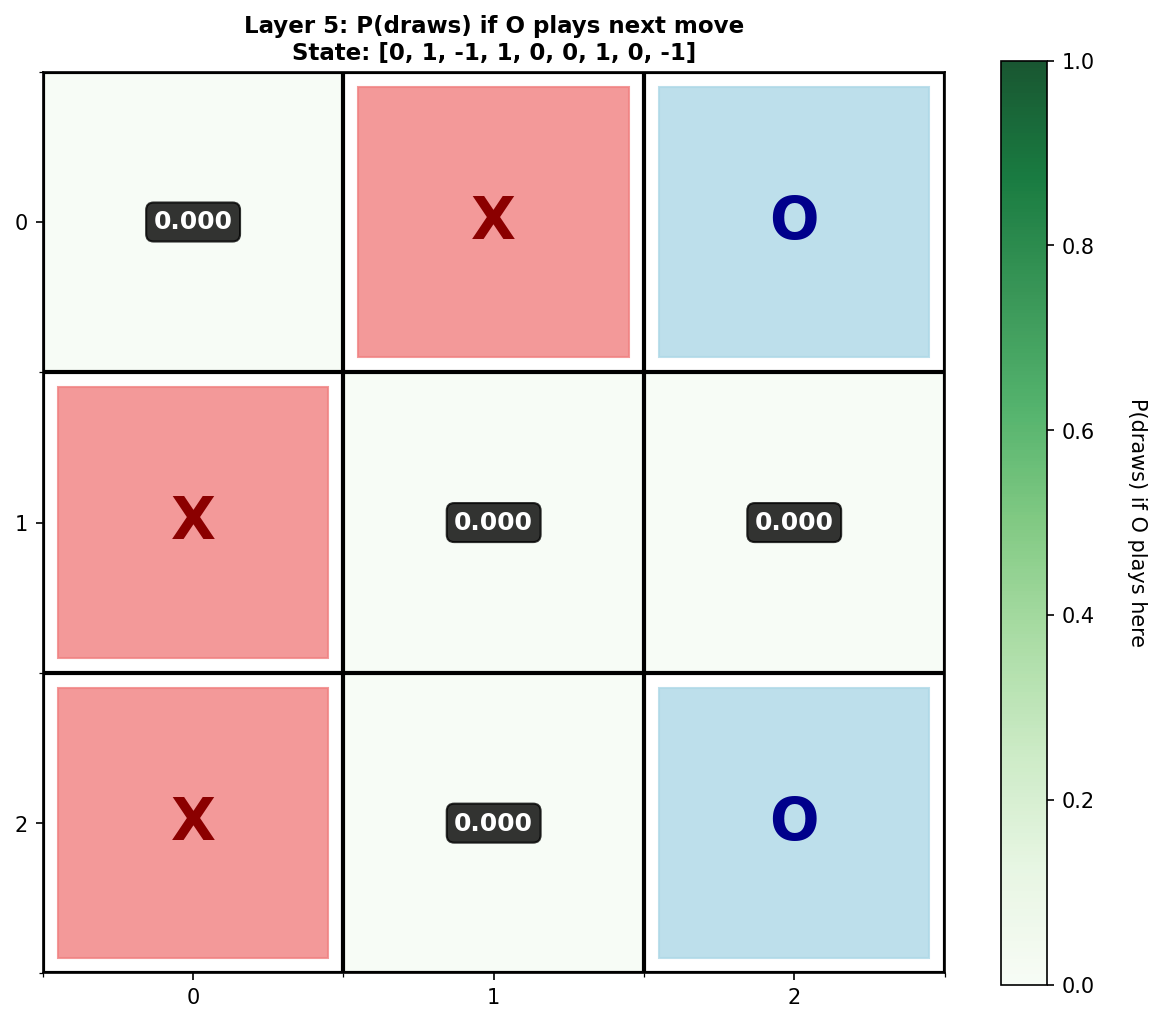 Layer 5: P(draws) if O plays next move
State: [0, 1, -1, 1, 0, 0, 1, 0, -1]
0
0.000
X
O
1
X
0.000
0.000
2
X
0.000
O
0
1
2
1.0
0.8
0.6
0.4
0.2
0.0
P(draws) if O plays here